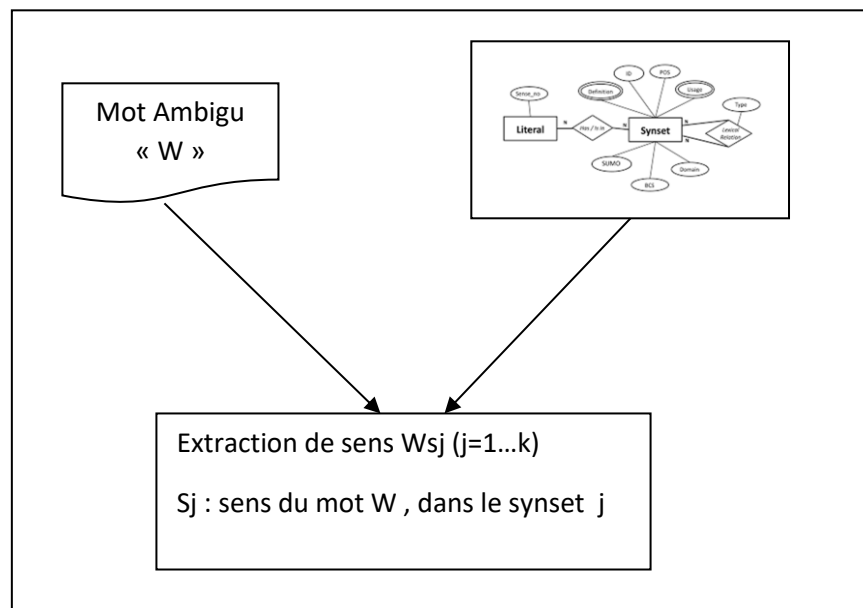 Mot Ambigu
« W »
ID
POS
Definition
Usage
Sense_no
Type
Literal
N
Has / Is in
N
Synset
N
N
Lexical
Relation
SUMO
Domain
BCS
Extraction de sens Wsj (j=1…k)
Sj : sens du mot W , dans le synset j